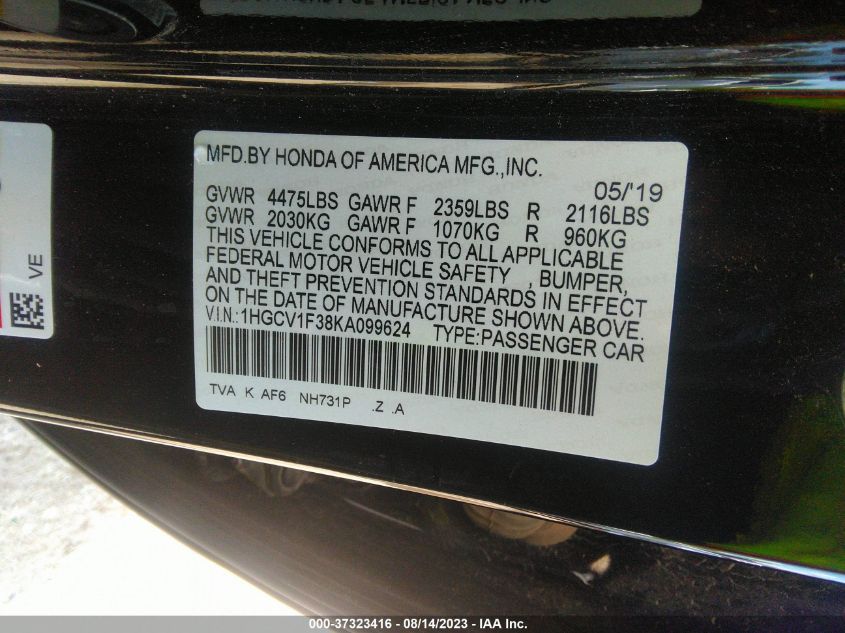 MFD.BY HONDA OF AMERICA MFG.,INC.
05/'19
GVWR 4475LBS GAWR F 2359LBS R 2116LBS
GVWR 2030KG GAWR F 1070KG R 960KG
THIS VEHICLE CONFORMS TO ALL APPLICABLE
FEDERAL MOTOR VEHICLE SAFETY , BUMPER,
AND THEFT PREVENTION STANDARDS IN EFFECT
ON THE DATE OF MANUFACTURE SHOWN ABOVE.
V.I.N.:1HGCV1F38KA099624 TYPE:PASSENGER CAR
TVA K AF6 NH731P .Z .A
VE
000-37323416 - 08/14/2023 - IAA Inc.